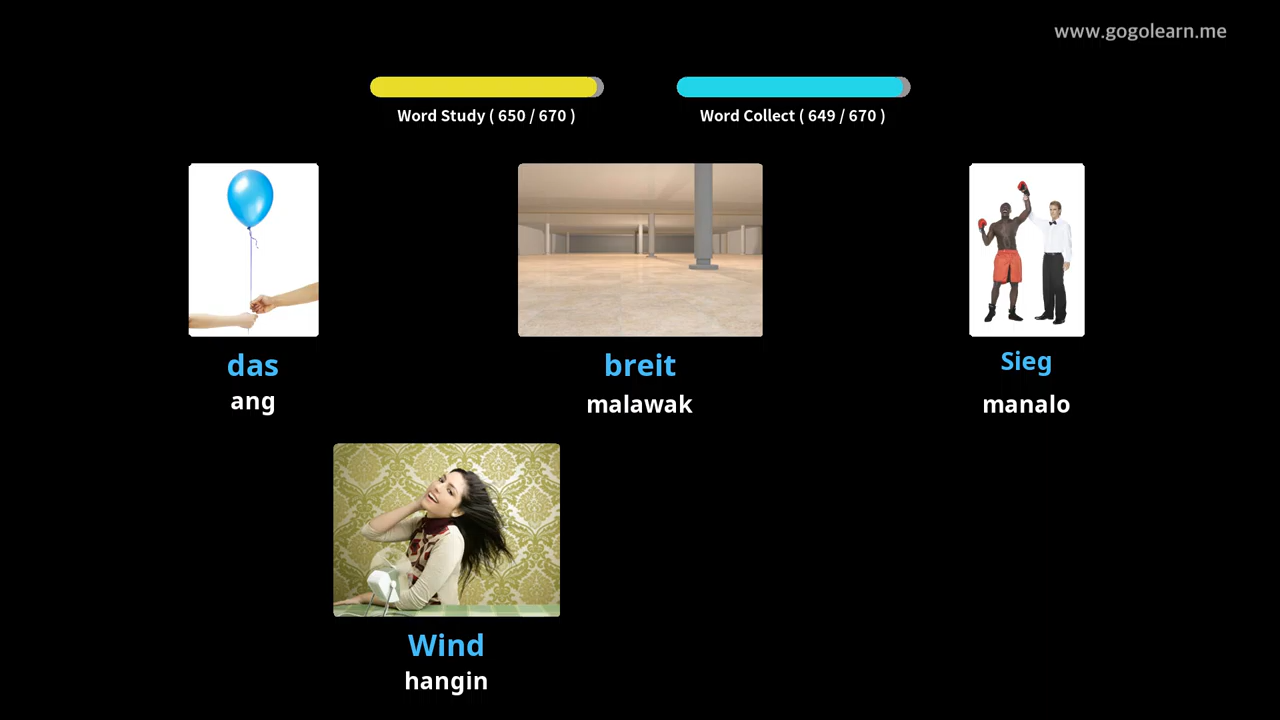 www.gogolearn.me
Word Study ( 650 / 670 )
Word Collect ( 649 / 670 )
das
ang
breit
malawak
Sieg
manalo
Wind
hangin